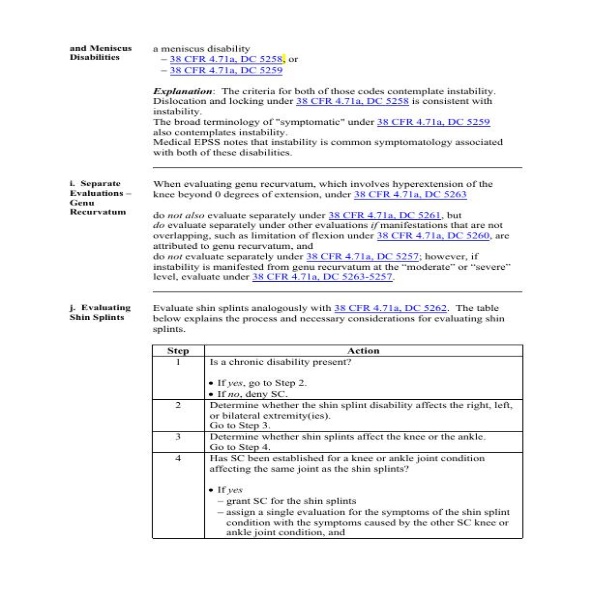 and Meniscus Disabilities
a meniscus disability
– 38 CFR 4.71a, DC 5258, or
– 38 CFR 4.71a, DC 5259
Explanation: The criteria for both of those codes contemplate instability.
Dislocation and locking under 38 CFR 4.71a, DC 5258 is consistent with
instability.
The broad terminology of "symptomatic" under 38 CFR 4.71a, DC 5259
also contemplates instability.
Medical EPSS notes that instability is common symptomatology associated
with both of these disabilities.
i. Separate
Evaluations –
Genu
Recurvatum
When evaluating genu recurvatum, which involves hyperextension of the
knee beyond 0 degrees of extension, under 38 CFR 4.71a, DC 5263
do not also evaluate separately under 38 CFR 4.71a, DC 5261, but
do evaluate separately under other evaluations if manifestations that are not
overlapping, such as limitation of flexion under 38 CFR 4.71a, DC 5260, are
attributed to genu recurvatum, and
do not evaluate separately under 38 CFR 4.71a, DC 5257; however, if
instability is manifested from genu recurvatum at the “moderate” or “severe”
level, evaluate under 38 CFR 4.71a, DC 5263-5257.
j. Evaluating
Shin Splints
Evaluate shin splints analogously with 38 CFR 4.71a, DC 5262. The table
below explains the process and necessary considerations for evaluating shin
splints.
Step Action
1 Is a chronic disability present?
• If yes, go to Step 2.
• If no, deny SC.
2 Determine whether the shin splint disability affects the right, left,
or bilateral extremity(ies).
Go to Step 3.
3 Determine whether shin splints affect the knee or the ankle.
Go to Step 4.
4 Has SC been established for a knee or ankle joint condition
affecting the same joint as the shin splints?
• If yes
– grant SC for the shin splints
– assign a single evaluation for the symptoms of the shin splint
condition with the symptoms caused by the other SC knee or
ankle joint condition, and